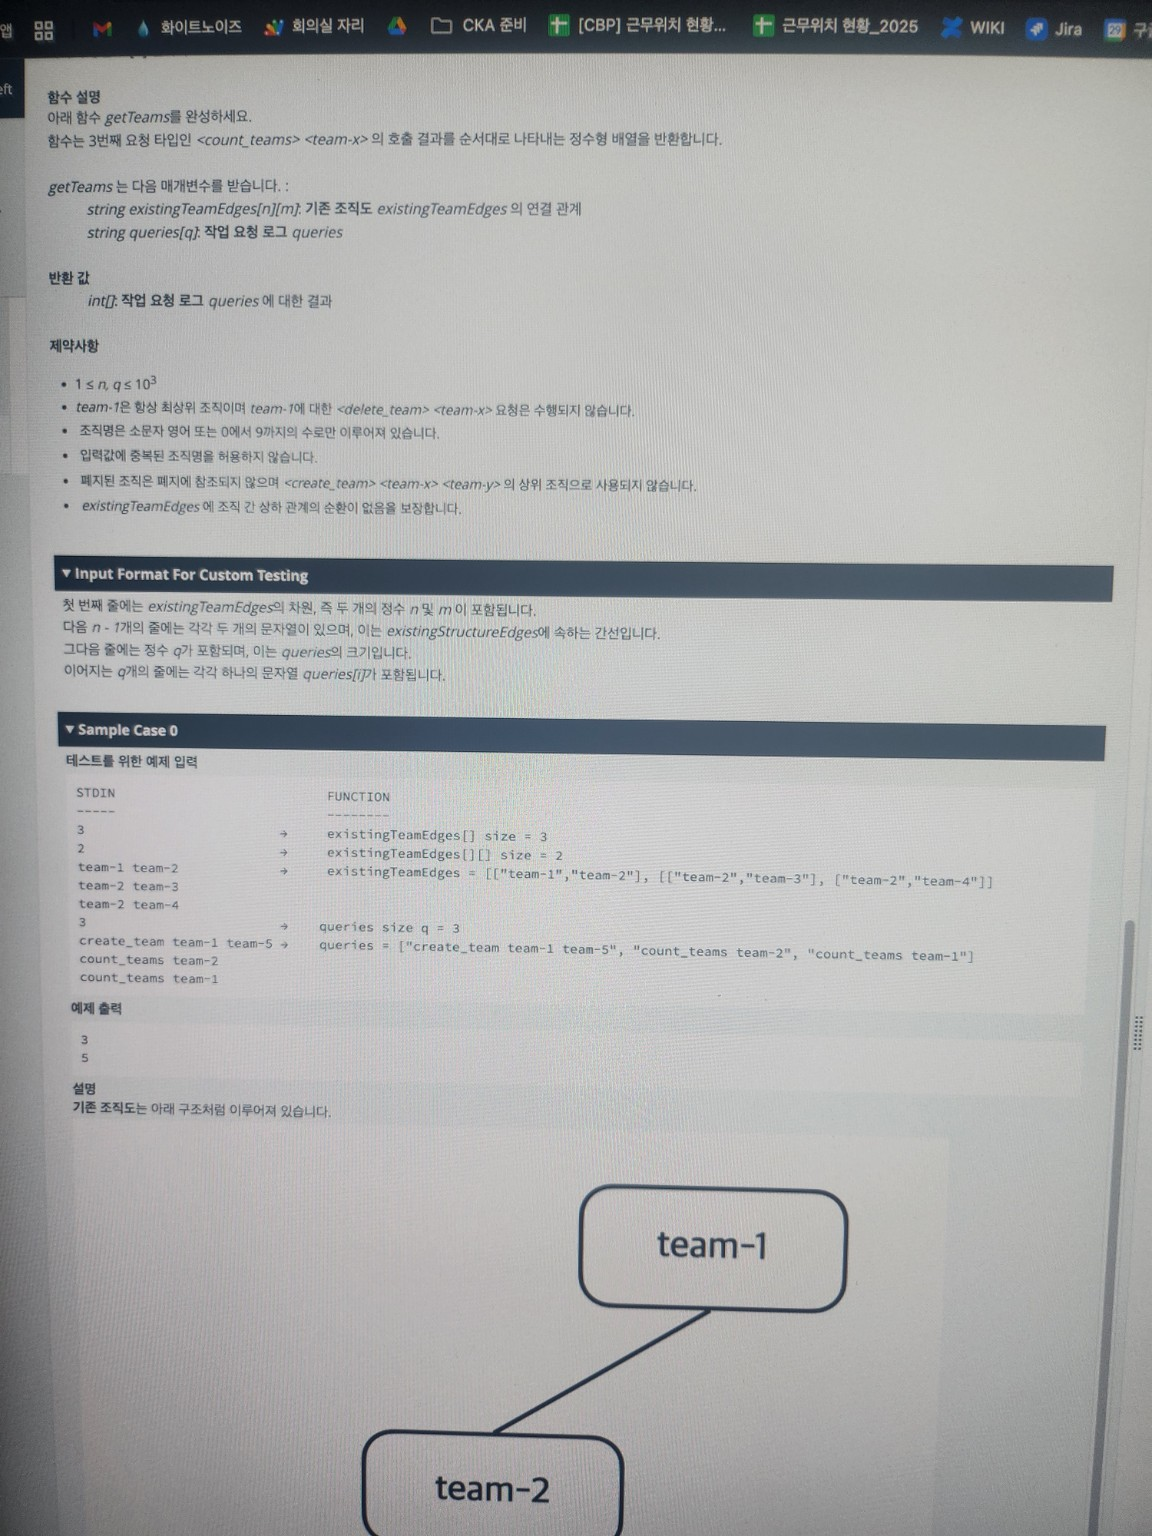 앱
화이트노이즈
회의실 자리
CKA 준비
[CBP] 근무위치 현황...
근무위치 현황_2025
WIKI
Jira
29
eft
함수 설명
아래 함수 getTeams를 완성하세요.
함수는 3번째 요청 타입인 <count_teams> <team-x> 의 호출 결과를 순서대로 나타내는 정수형 배열을 반환합니다.
getTeams 는 다음 매개변수를 받습니다. :
string existingTeamEdges[n][m]: 기존 조직도 existingTeamEdges 의 연결 관계
string queries[q]: 작업 요청 로그 queries
반환 값
int[]: 작업 요청 로그 queries 에 대한 결과
제약사항
• 1 ≤ n, q ≤ 10³
• team-1은 항상 최상위 조직이며 team-1에 대한 <delete_team> <team-x> 요청은 수행되지 않습니다.
• 조직명은 소문자 영어 또는 0에서 9까지의 수로만 이루어져 있습니다.
• 입력값에 중복된 조직명을 허용하지 않습니다.
• 폐지된 조직은 폐지에 참조되지 않으며 <create_team> <team-x> <team-y> 의 상위 조직으로 사용되지 않습니다.
• existingTeamEdges 에 조직 간 상하 관계의 순환이 없음을 보장합니다.
▼ Input Format For Custom Testing
첫 번째 줄에는 existingTeamEdges의 차원, 즉 두 개의 정수 n 및 m 이 포함됩니다.
다음 n - 1개의 줄에는 각각 두 개의 문자열이 있으며, 이는 existingStructureEdges에 속하는 간선입니다.
그다음 줄에는 정수 q가 포함되며, 이는 queries의 크기입니다.
이어지는 q개의 줄에는 각각 하나의 문자열 queries[i]가 포함됩니다.
▼ Sample Case 0
테스트를 위한 예제 입력
STDIN FUNCTION
----- --------
3 → existingTeamEdges[] size = 3
2 → existingTeamEdges[][] size = 2
team-1 team-2 → existingTeamEdges = [["team-1","team-2"], [["team-2","team-3"], ["team-2","team-4"]]
team-2 team-3
team-2 team-4
3 → queries size q = 3
create_team team-1 team-5 → queries = ["create_team team-1 team-5", "count_teams team-2", "count_teams team-1"]
count_teams team-2
count_teams team-1
예제 출력
3
5
설명
기존 조직도는 아래 구조처럼 이루어져 있습니다.
team-1
team-2